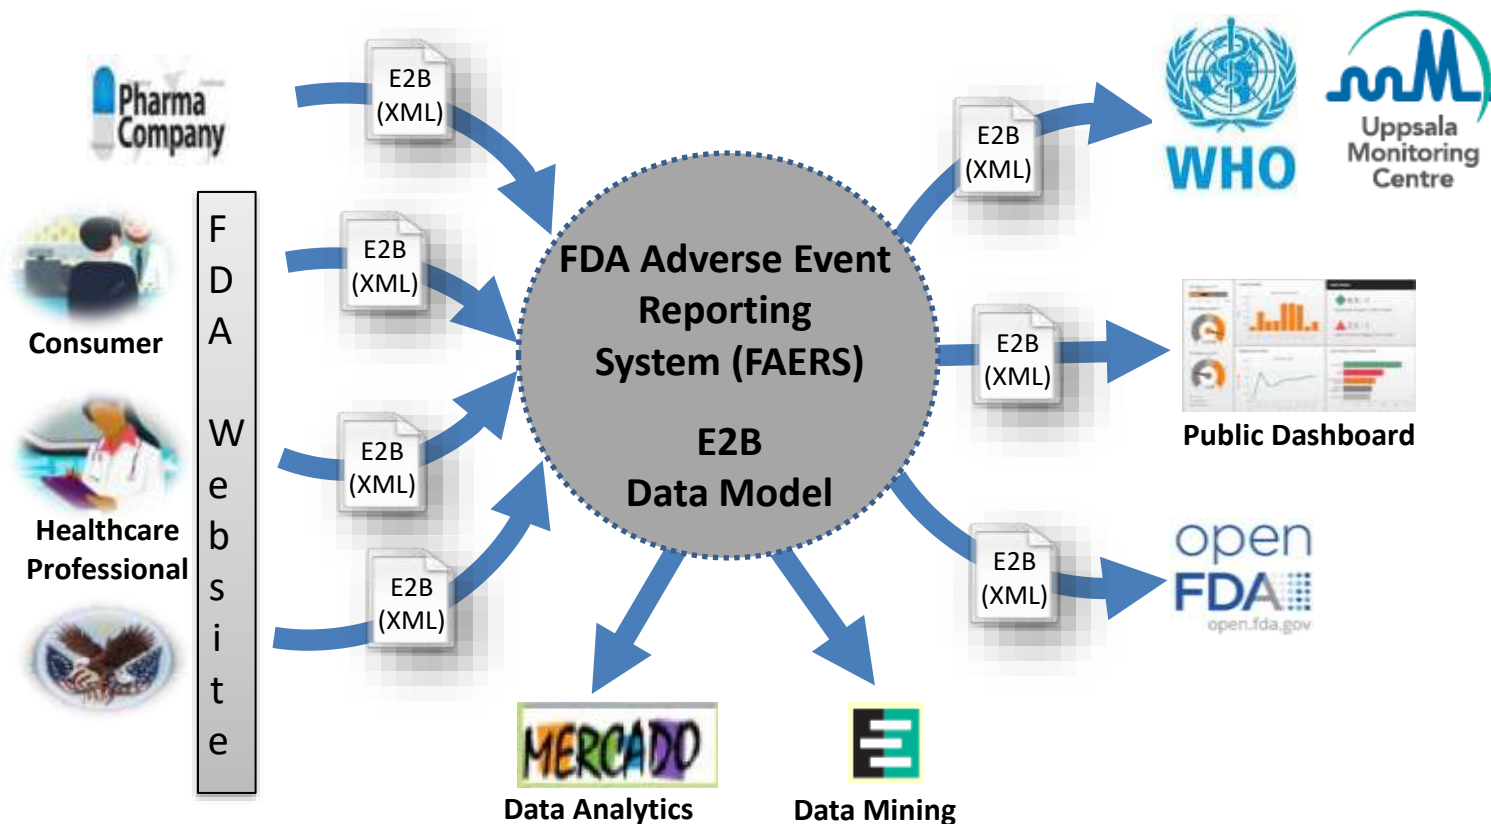 Pharma
Company
E2B
(XML)
E2B
(XML)
E2B
(XML)
E2B
(XML)
F
D
A
W
e
b
s
i
t
e
Consumer
Healthcare
Professional
FDA Adverse Event
Reporting
System (FAERS)
E2B
Data Model
E2B
(XML)
E2B
(XML)
E2B
(XML)
WHO
Uppsala
Monitoring
Centre
Public Dashboard
open
FDA
open.fda.gov
MERCADO
Data Analytics
Data Mining